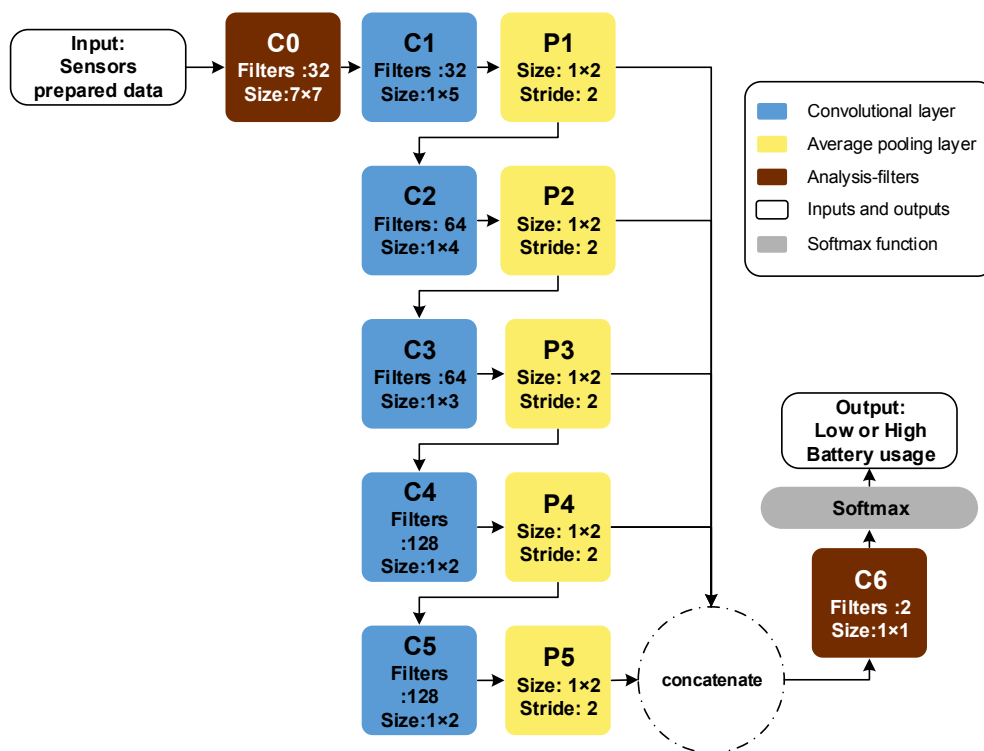 Input:
Sensors
prepared data
C0
Filters :32
Size:7×7
C1
Filters :32
Size:1×5
P1
Size: 1×2
Stride: 2
C2
Filters: 64
Size:1×4
P2
Size: 1×2
Stride: 2
C3
Filters :64
Size:1×3
P3
Size: 1×2
Stride: 2
C4
Filters
:128
Size:1×2
P4
Size: 1×2
Stride: 2
C5
Filters
:128
Size:1×2
P5
Size: 1×2
Stride: 2
concatenate
C6
Filters :2
Size:1×1
Softmax
Output:
Low or High
Battery usage
Convolutional layer
Average pooling layer
Analysis-filters
Inputs and outputs
Softmax function